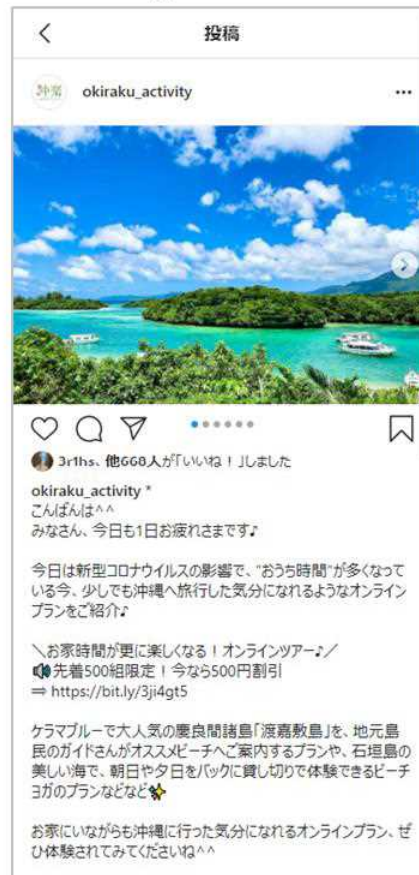 投稿
okiraku_activity
3r1hs、他668人が「いいね！」しました
okiraku_activity *
こんばんは^^
みなさん、今日も1日お疲れさまです♪
今日は新型コロナウイルスの影響で、"おうち時間"が多くなって
いる今、少しでも沖縄へ旅行した気分になれるようなオンライン
プランをご紹介♪
＼お家時間が更に楽しくなる！オンラインツアー♪／
🔊先着500組限定！今なら500円割引
⇒ https://bit.ly/3ji4gt5
ケラマブルーで大人気の慶良間諸島「渡嘉敷島」を、地元島
民のガイドさんがオススメビーチへご案内するプランや、石垣島の
美しい海で、朝日や夕日をバックに貸し切りで体験できるビーチ
ヨガのプランなどなど✨
お家にいながらも沖縄に行った気分になれるオンラインプラン、ぜ
ひ体験されてみてくださいね^^